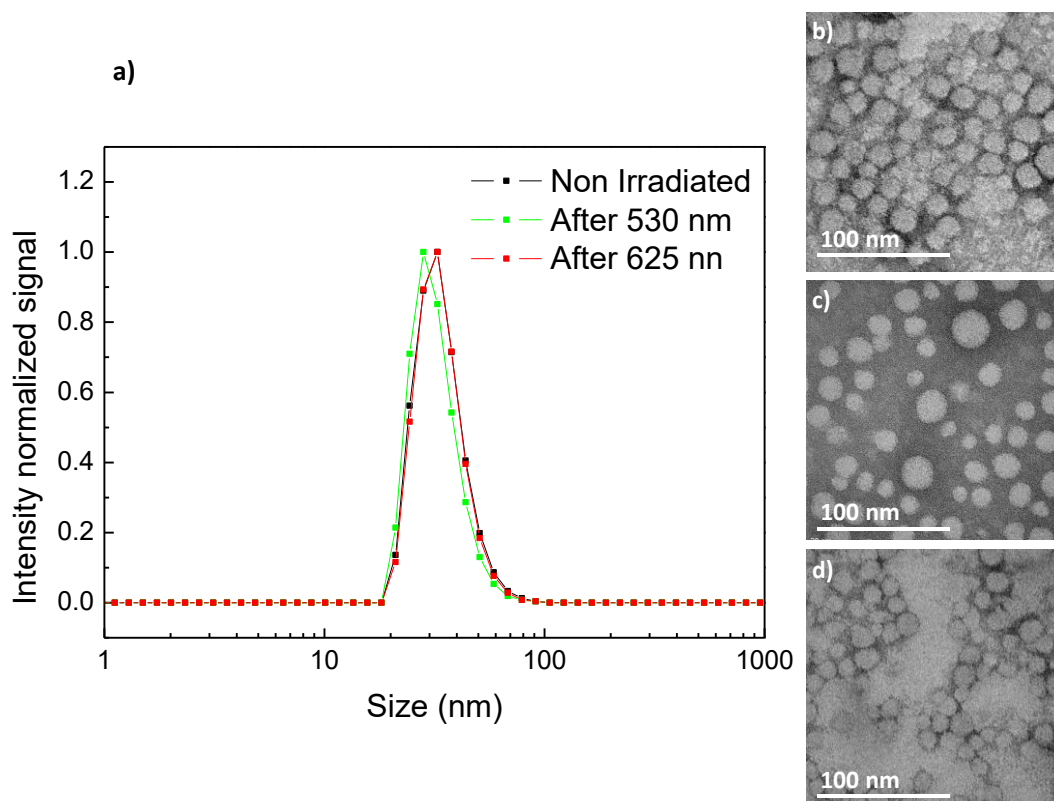 a)
1.2
1.0
0.8
0.6
0.4
0.2
0.0
Intensity normalized signal
Non Irradiated
After 530 nm
After 625 nn
1 10 100 1000
Size (nm)
b)
100 nm
c)
100 nm
d)
100 nm